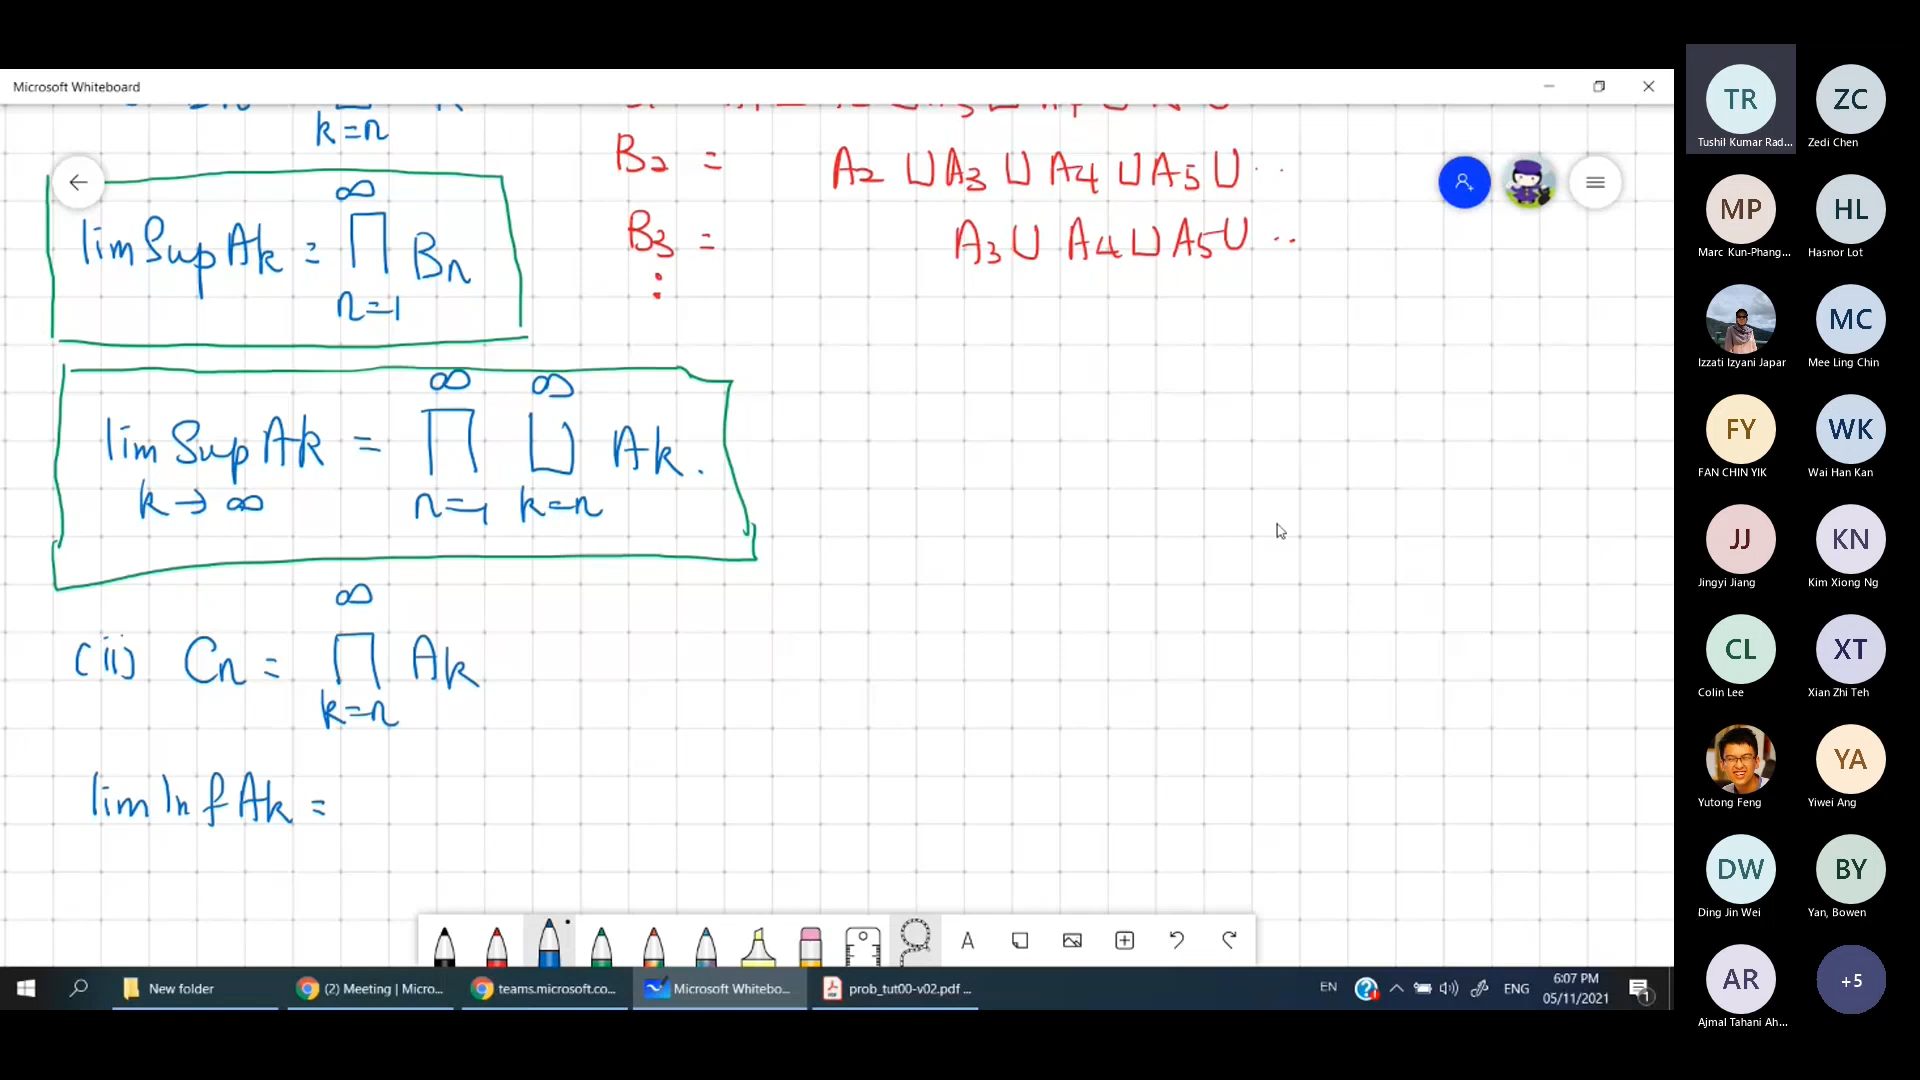 Microsoft Whiteboard
k=n
B2 = A2 ∪ A3 ∪ A4 ∪ A5 ∪ ..
B3 = A3 ∪ A4 ∪ A5 ∪ ..
⋮
∞
lim Sup Ak = ∏ Bn
n=1
∞ ∞
lim Sup Ak = ∏ ⊔ Ak.
k → ∞ n=1 k=n
∞
(ii) Cn = ∏ Ak
k=n
lim Inf Ak =
TR
Tushil Kumar Rad...
ZC
Zedi Chen
MP
Marc Kun-Phang...
HL
Hasnor Lot
Izzati Izyani Japar
MC
Mee Ling Chin
FY
FAN CHIN YIK
WK
Wai Han Kan
JJ
Jingyi Jiang
KN
Kim Xiong Ng
CL
Colin Lee
XT
Xian Zhi Teh
Yutong Feng
YA
Yiwei Ang
DW
Ding Jin Wei
BY
Yan, Bowen
AR
Ajmal Tahani Ah...
+5
A
New folder
(2) Meeting | Micro...
teams.microsoft.co...
Microsoft Whitebo...
prob_tut00-v02.pdf ...
EN
ENG
6:07 PM
05/11/2021
1